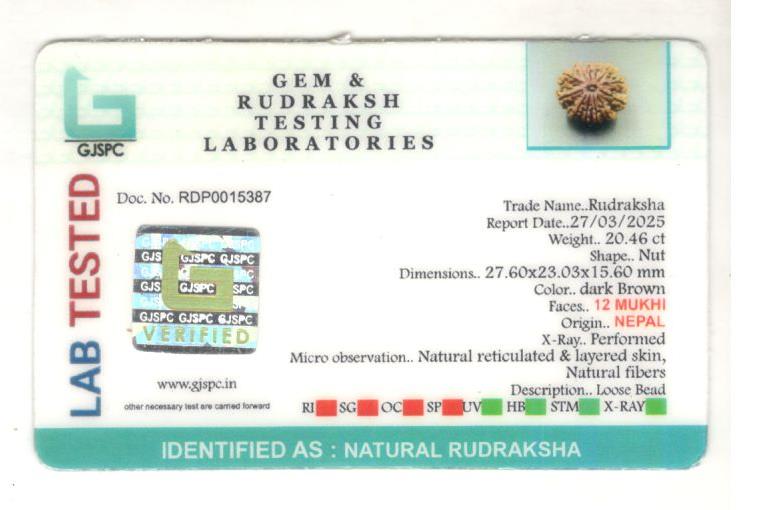 GJSPC
GEM &
RUDRAKSH
TESTING
LABORATORIES
LAB TESTED
Doc. No. RDP0015387
GJSPC GJSPC
GJSPC
GJSPC GJSPC GJSPC
VERIFIED
www.gjspc.in
other necessary test are carried forward
Trade Name..Rudraksha
Report Date..27/03/2025
Weight.. 20.46 ct
Shape.. Nut
Dimensions.. 27.60x23.03x15.60 mm
Color.. dark Brown
Faces.. 12 MUKHI
Origin.. NEPAL
X-Ray.. Performed
Micro observation.. Natural reticulated & layered skin,
Natural fibers
Description.. Loose Bead
RI SG OC SP UV HB STM X-RAY
IDENTIFIED AS : NATURAL RUDRAKSHA